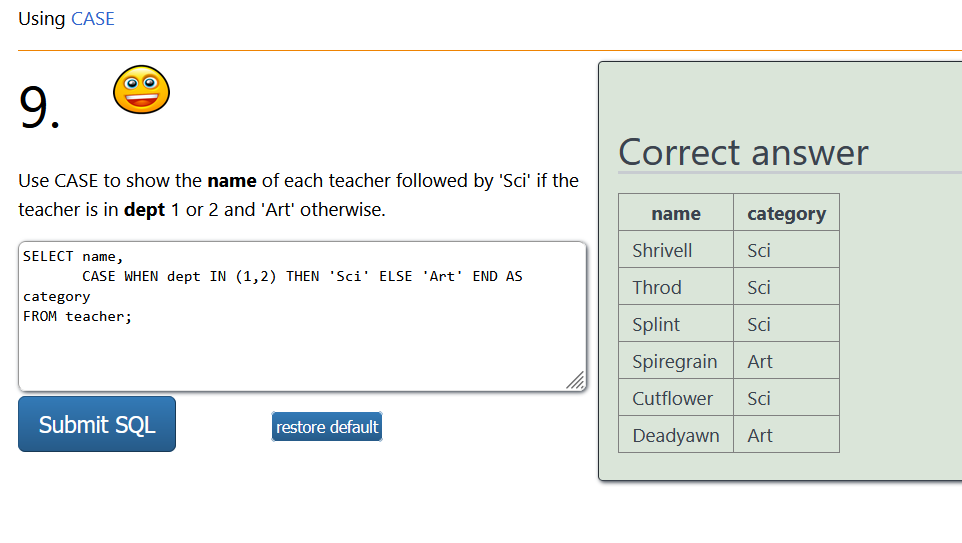 Using CASE
9.
Use CASE to show the name of each teacher followed by 'Sci' if the
teacher is in dept 1 or 2 and 'Art' otherwise.
SELECT name,
CASE WHEN dept IN (1,2) THEN 'Sci' ELSE 'Art' END AS
category
FROM teacher;
Submit SQL
restore default
Correct answer
name category
Shrivell Sci
Throd Sci
Splint Sci
Spiregrain Art
Cutflower Sci
Deadyawn Art